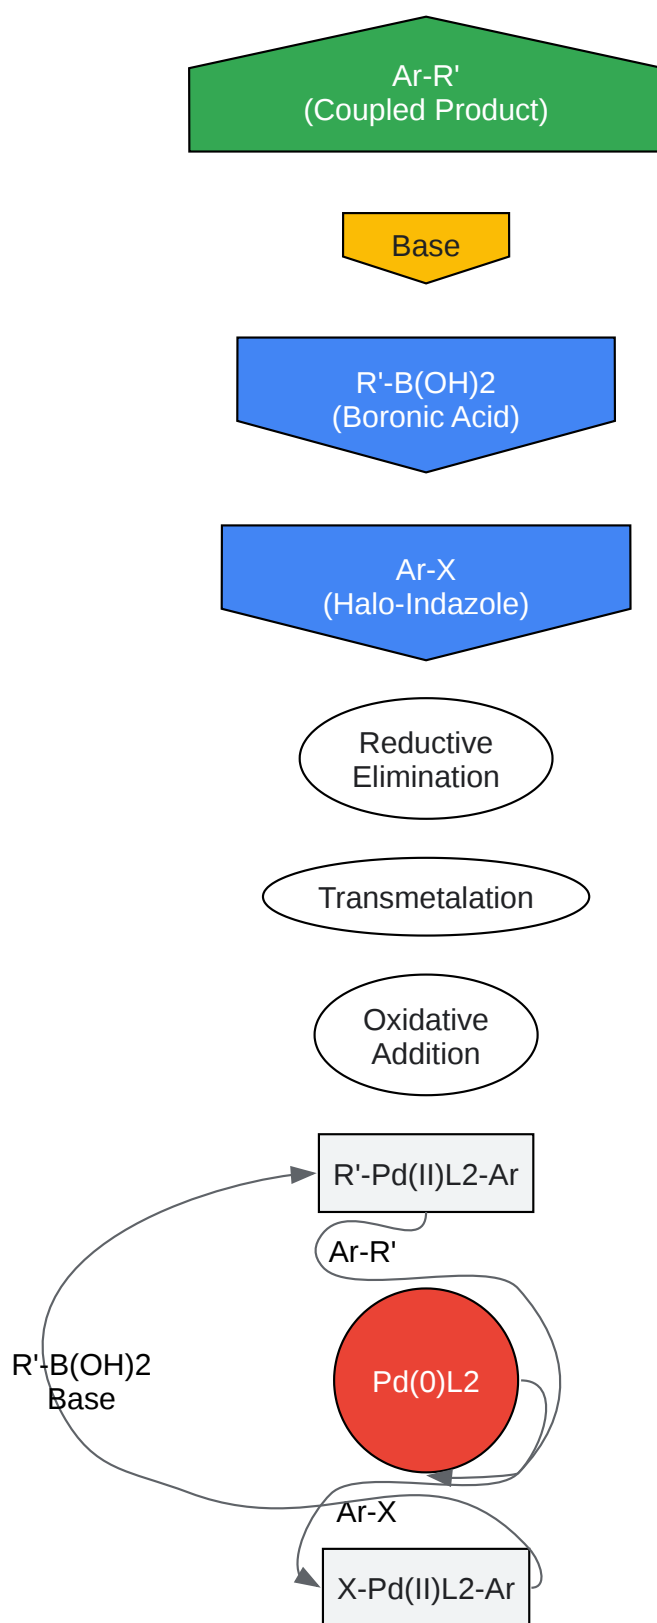 Ar-R'
(Coupled Product)
Base
R'-B(OH)2
(Boronic Acid)
Ar-X
(Halo-Indazole)
Reductive
Elimination
Transmetalation
Oxidative
Addition
R'-Pd(II)L2-Ar
Ar-R'
R'-B(OH)2
Base
Pd(0)L2
Ar-X
X-Pd(II)L2-Ar